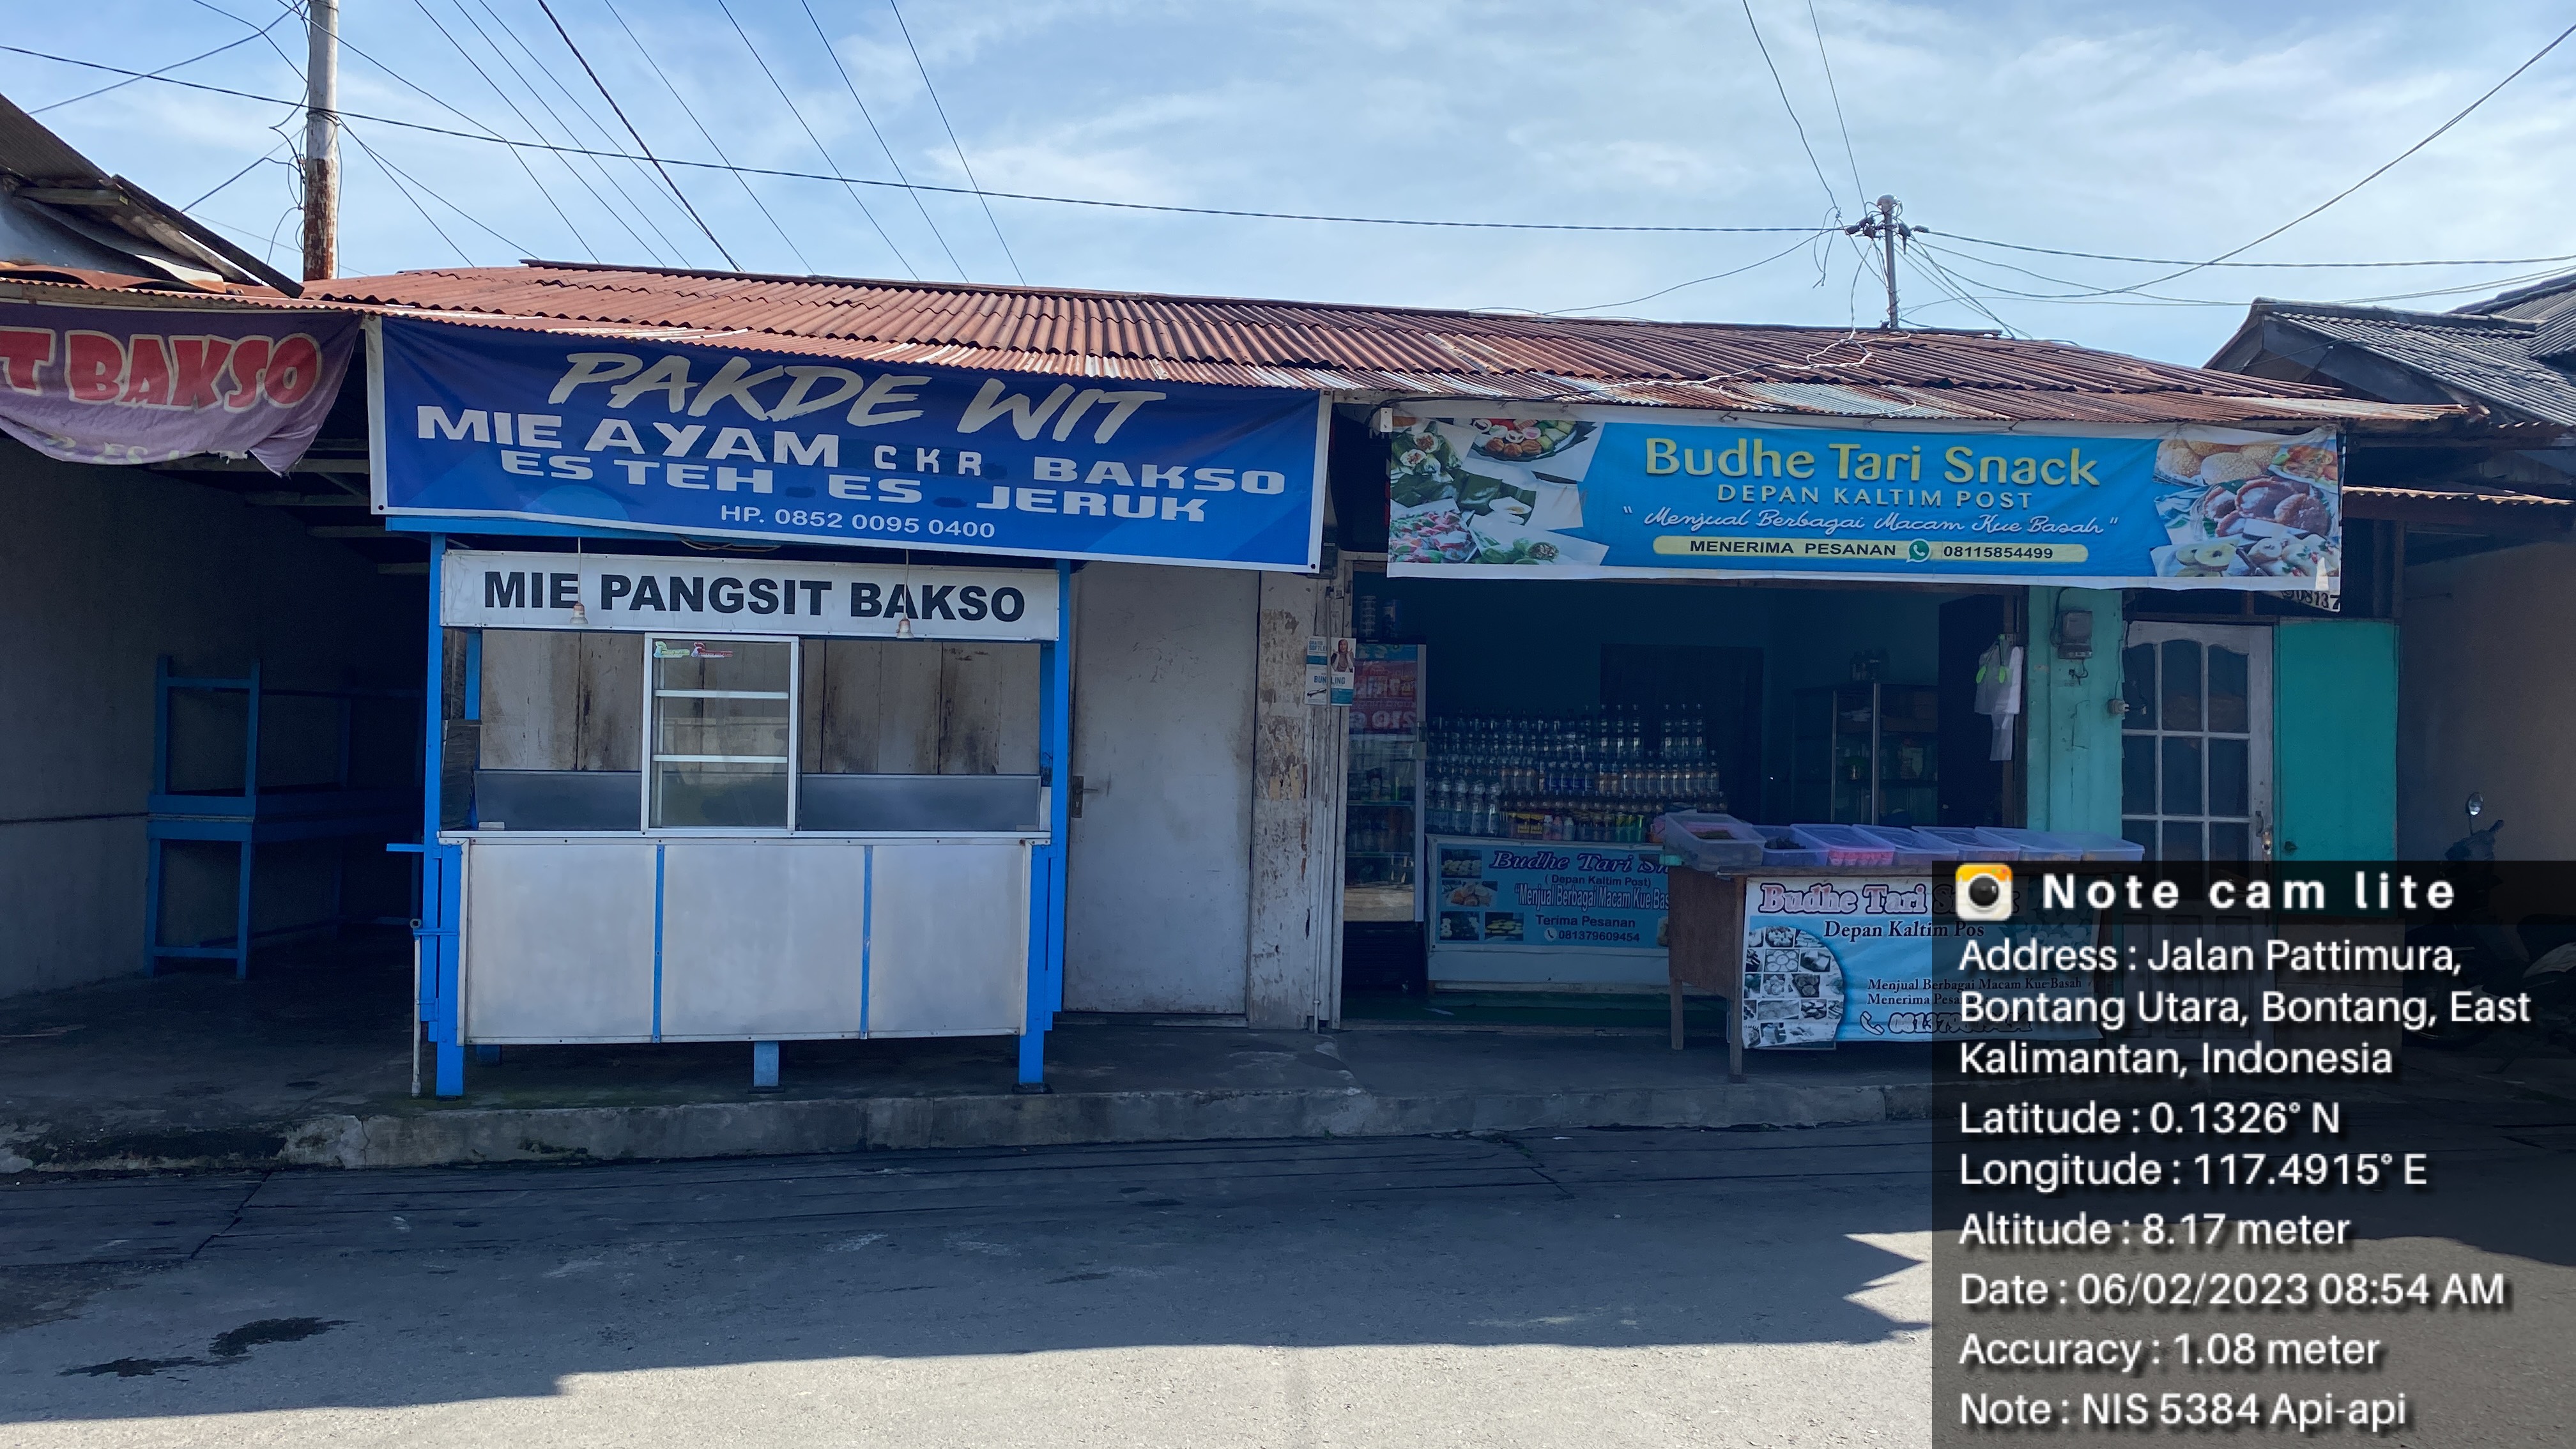 T BAKSO
PAKDE WIT
MIE AYAM CKR BAKSO
ES TEH ES JERUK
HP. 0852 0095 0400
MIE PANGSIT BAKSO
Budhe Tari Snack
DEPAN KALTIM POST
" Menjual Berbagai Macam Kue Basah "
MENERIMA PESANAN 08115854499
Budhe Tari Sn
( Depan Kaltim Post)
"Menjual Berbagai Macam Kue Bas
Terima Pesanan
081379609454
Budhe Tari
Depan Kaltim Pos
Menjual Berbagai Macam Kue Basah
Menerima Pesa
Note cam lite
Address : Jalan Pattimura,
Bontang Utara, Bontang, East
Kalimantan, Indonesia
Latitude : 0.1326° N
Longitude : 117.4915° E
Altitude : 8.17 meter
Date : 06/02/2023 08:54 AM
Accuracy : 1.08 meter
Note : NIS 5384 Api-api